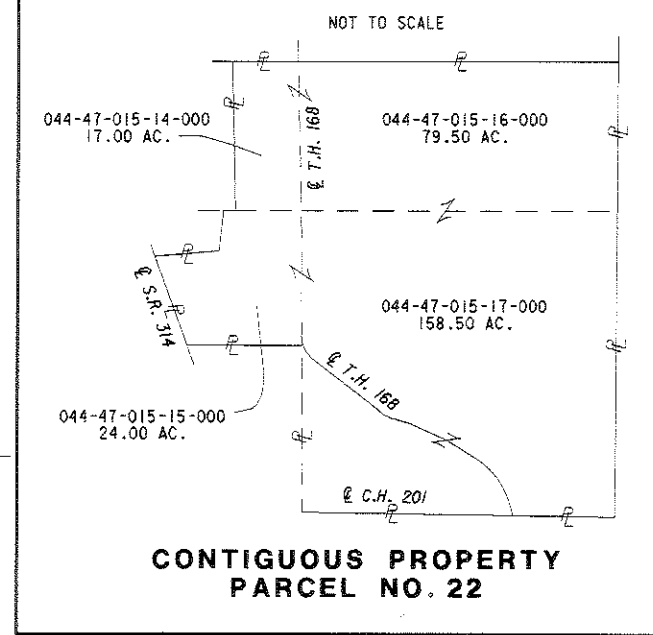 NOT TO SCALE
044-47-015-14-000
17.00 AC.
℄ T.H. 168
044-47-015-16-000
79.50 AC.
℄ S.R. 314
044-47-015-17-000
158.50 AC.
℄ T.H. 168
044-47-015-15-000
24.00 AC.
℄ C.H. 201
CONTIGUOUS PROPERTY
PARCEL NO. 22